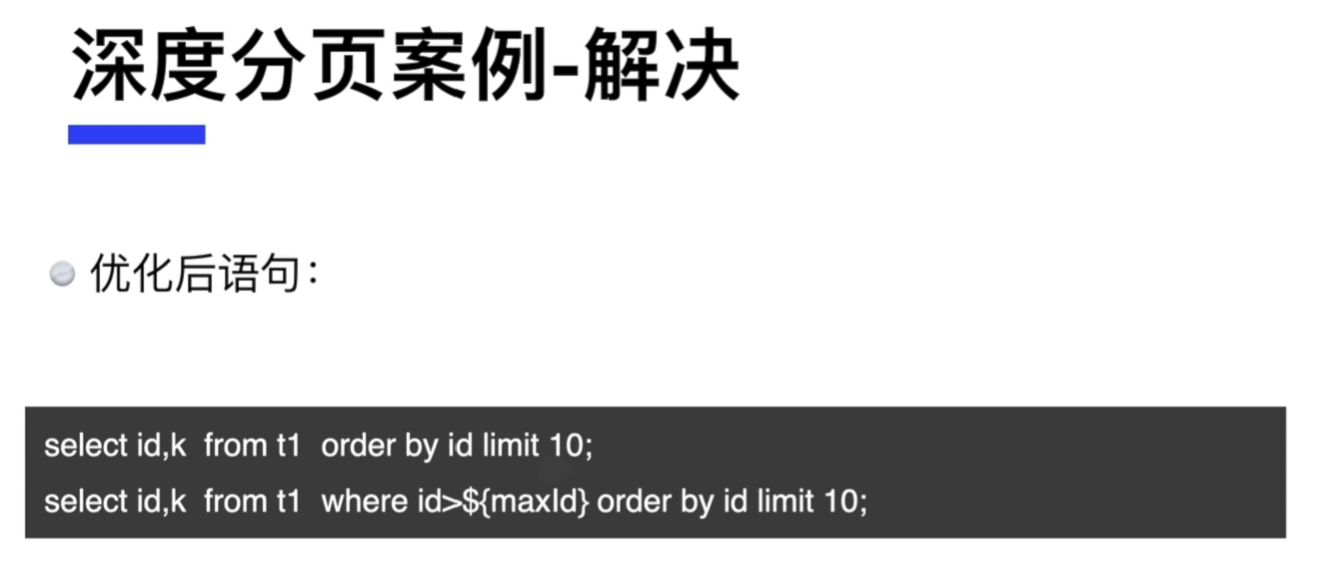 深度分页案例-解决
优化后语句：
select id,k from t1 order by id limit 10;
select id,k from t1 where id>${maxId} order by id limit 10;